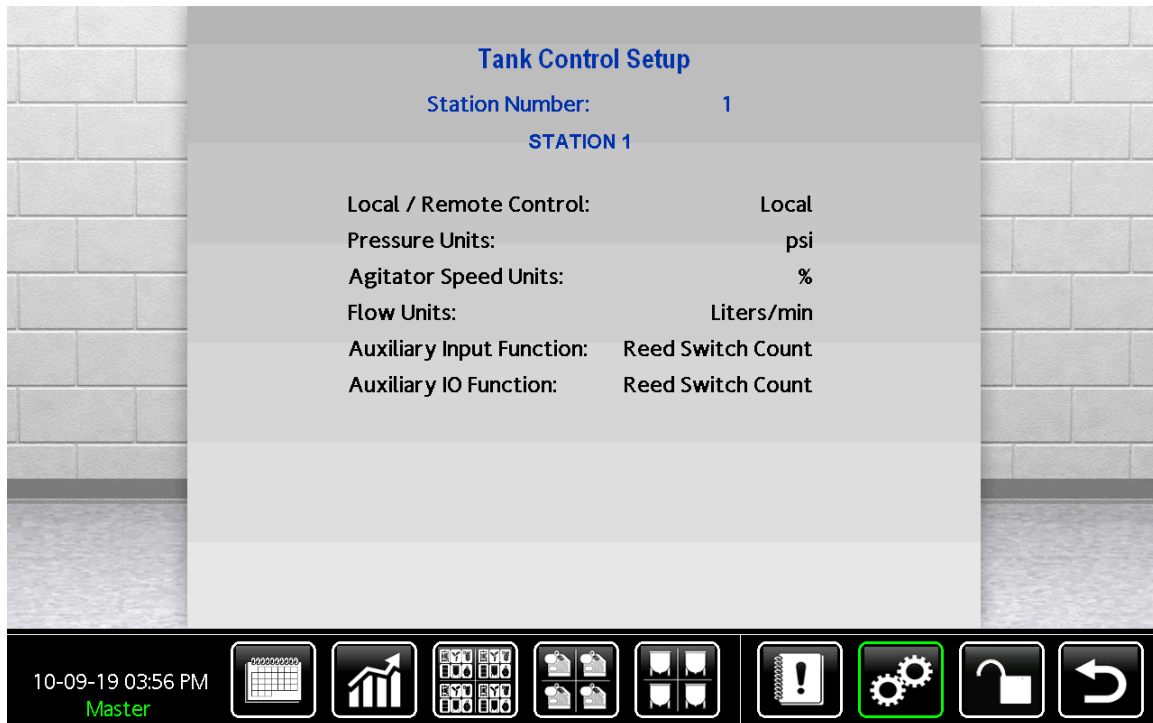 Tank Control Setup
Station Number: 1
STATION 1
Local / Remote Control: Local
Pressure Units: psi
Agitator Speed Units: %
Flow Units: Liters/min
Auxiliary Input Function: Reed Switch Count
Auxiliary IO Function: Reed Switch Count
10-09-19 03:56 PM
Master